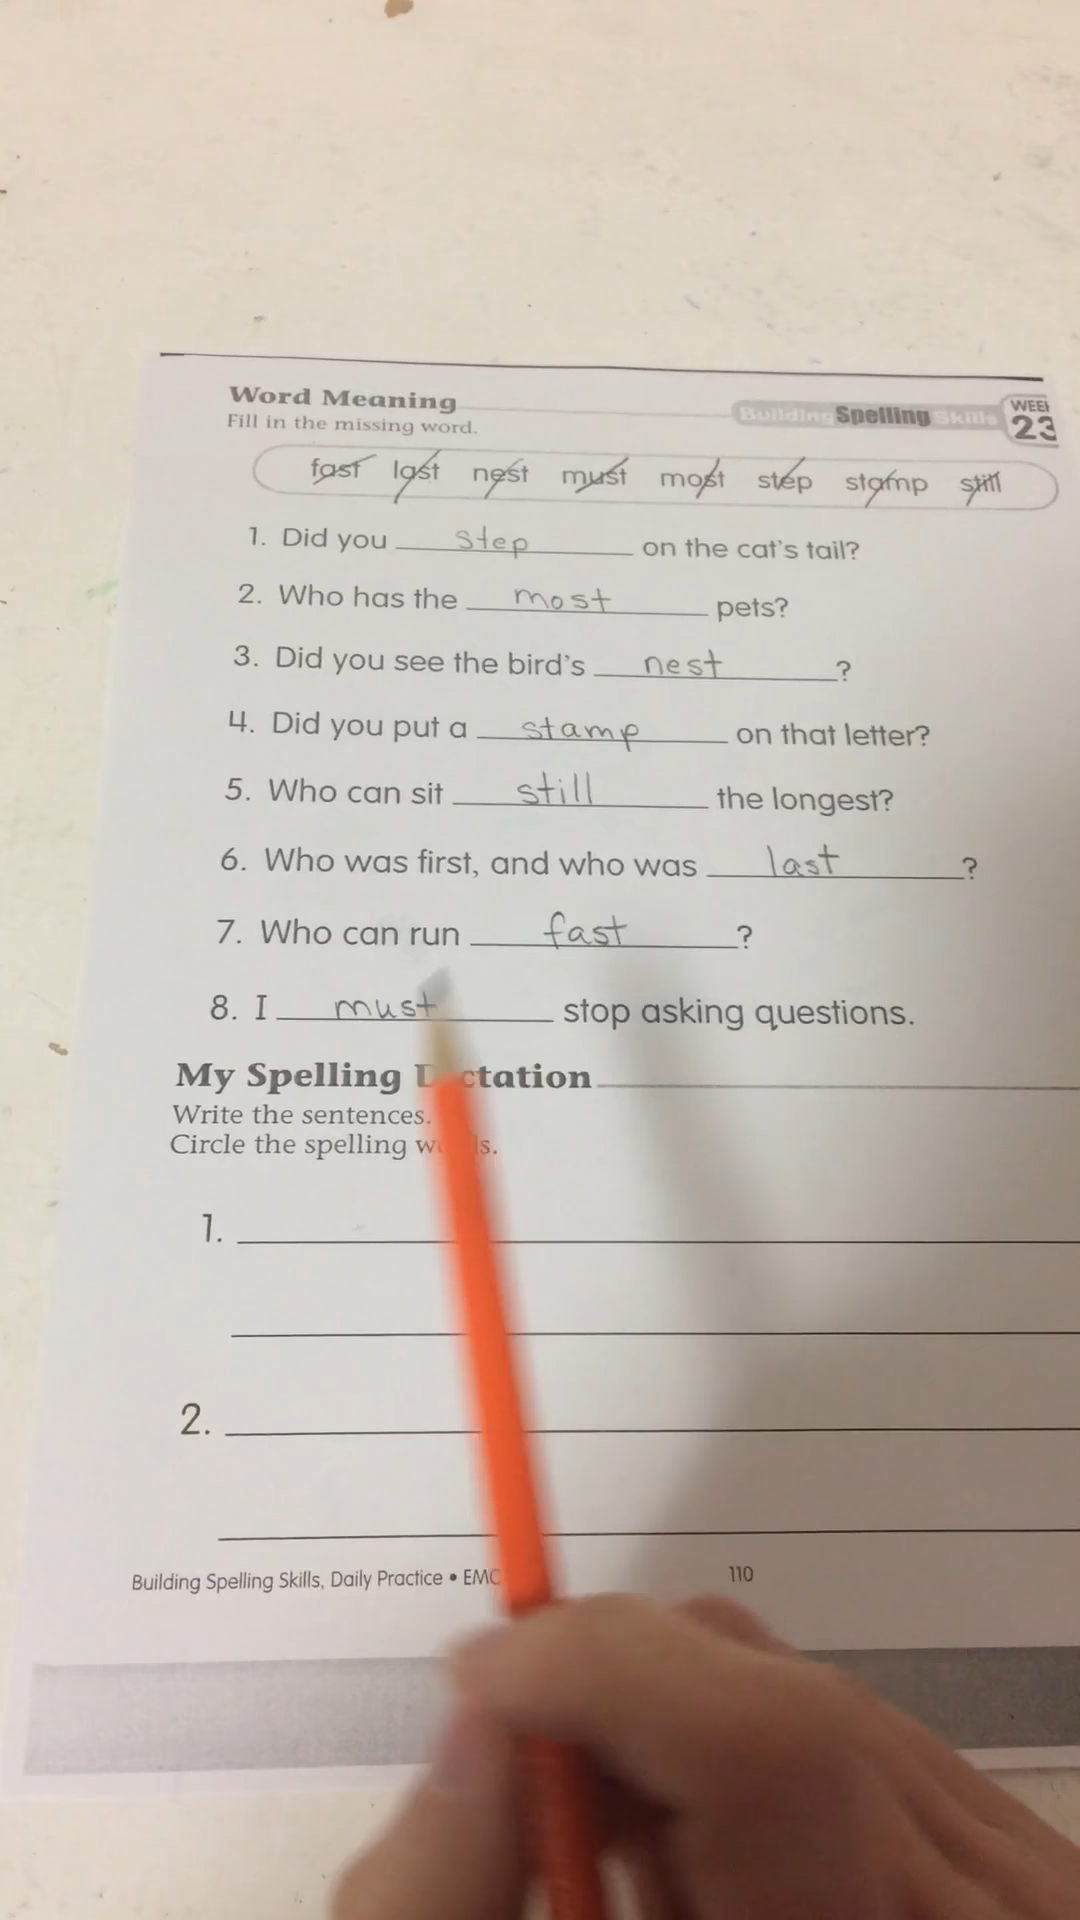 Word Meaning
Building Spelling Skills
WEE
23
Fill in the missing word.
fast last nest must most step stamp still
1. Did you step on the cat's tail?
2. Who has the most pets?
3. Did you see the bird's nest?
4. Did you put a stamp on that letter?
5. Who can sit still the longest?
6. Who was first, and who was last?
7. Who can run fast?
8. I must stop asking questions.
My Spelling
Write the sentences.
Circle the spelling
1.
2.
Building Spelling Skills, Daily Practice • EMC
110